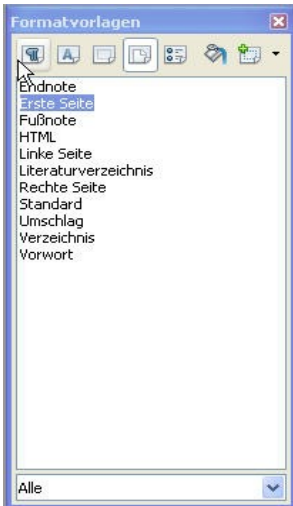 Formatvorlagen
Endnote
Erste Seite
Fußnote
HTML
Linke Seite
Literaturverzeichnis
Rechte Seite
Standard
Umschlag
Verzeichnis
Vorwort
Alle